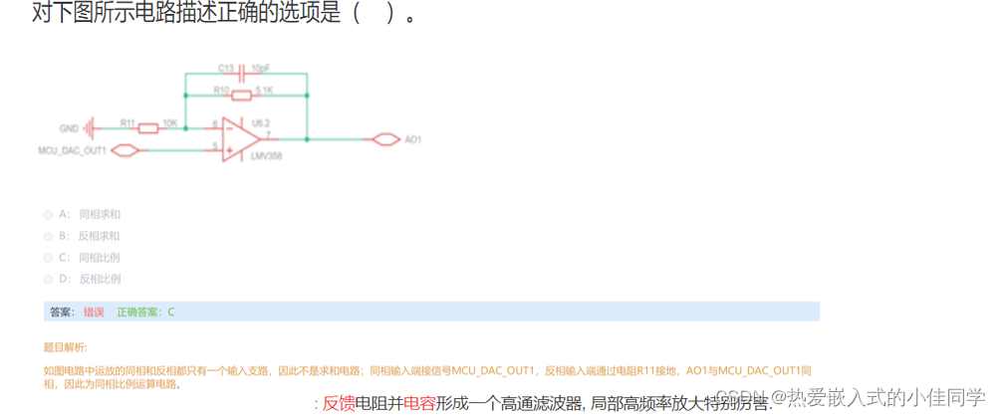 对下图所示电路描述正确的选项是（ ）。
C13 10pF
R10 5.1K
GND R11 10K 6 U6.2
7
MCU_DAC_OUT1 5 LMV358 AO1
A: 同相求和
B: 反相求和
C: 同相比例
D: 反相比例
答案: 错误 正确答案: C
题目解析:
如图电路中运放的同相和反相都只有一个输入支路，因此不是求和电路；同相输入端接信号MCU_DAC_OUT1，反相输入端通过电阻R11接地，AO1与MCU_DAC_OUT1同
相，因此为同相比例运算电路。
: 反馈电阻并电容形成一个高通滤波器, 局部高频率放大特别厉害.
CSDN @热爱嵌入式的小佳同学